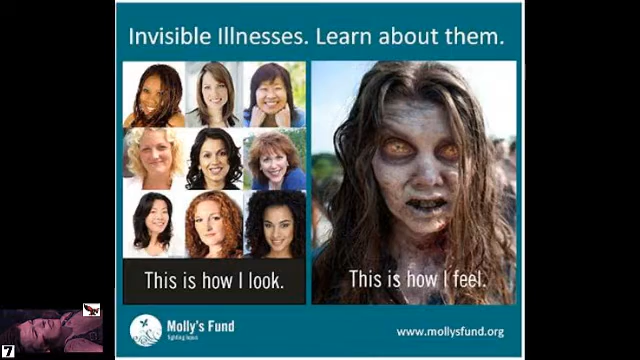 Invisible Illnesses. Learn about them.
This is how I look.
This is how I feel.
Molly's Fund
fighting lupus
www.mollysfund.org
7